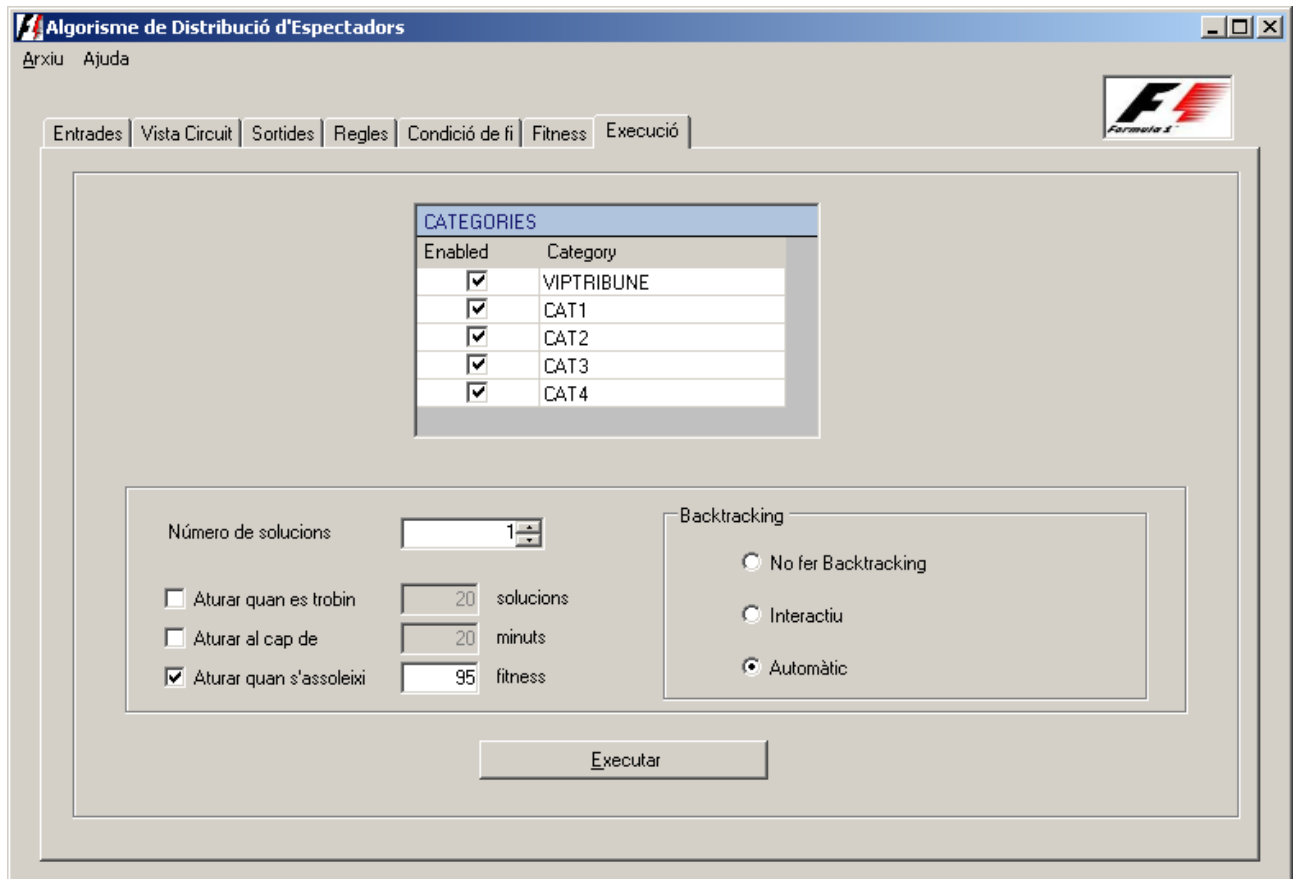 Algorisme de Distribució d'Espectadors
Arxiu Ajuda
Formula 1™
Entrades Vista Circuit Sortides Regles Condició de fi Fitness Execució
CATEGORIES
Enabled Category
VIPTRIBUNE
CAT1
CAT2
CAT3
CAT4
Número de solucions 1
Aturar quan es trobin 20 solucions
Aturar al cap de 20 minuts
Aturar quan s'assoleixi 95 fitness
Backtracking
No fer Backtracking
Interactiu
Automàtic
Executar